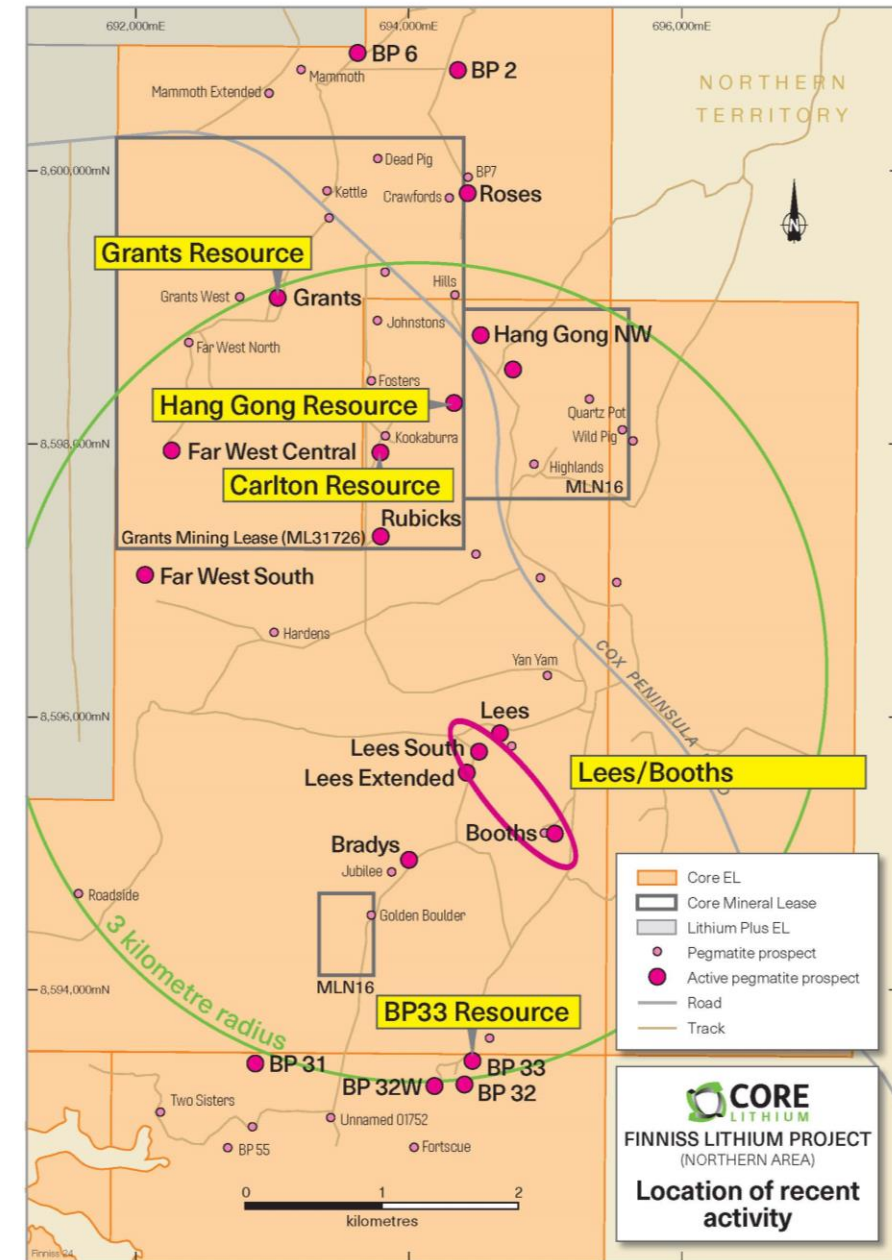 692,000mE
694,000mE
696,000mE
BP 6
BP 2
Mammoth
Mammoth Extended
NORTHERN
TERRITORY
8,600,000mN
Dead Pig
BP7
Kettle
Crawfords
Roses
N
Grants Resource
Grants West
Grants
Hills
Johnstons
Hang Gong NW
Far West North
Fosters
Hang Gong Resource
Quartz Pot
Kookaburra
Wild Pig
8,598,000mN
Far West Central
Highlands
Carlton Resource
MLN16
Rubicks
Grants Mining Lease (ML31726)
Far West South
Hardens
Yan Yam
COX PENINSULA
8,596,000mN
Lees
Lees South
Lees Extended
Lees/Booths
Booths
Bradys
Jubilee
Roadside
Golden Boulder
3 kilometre radius
8,594,000mN
MLN16
BP33 Resource
BP 31
BP 33
BP 32W
BP 32
Two Sisters
Unnamed 01752
BP 55
Fortscue
0 1 2
kilometres
Core EL
Core Mineral Lease
Lithium Plus EL
Pegmatite prospect
Active pegmatite prospect
Road
Track
CORE
LITHIUM
FINNISS LITHIUM PROJECT
(NORTHERN AREA)
Location of recent
activity
Finniss 24